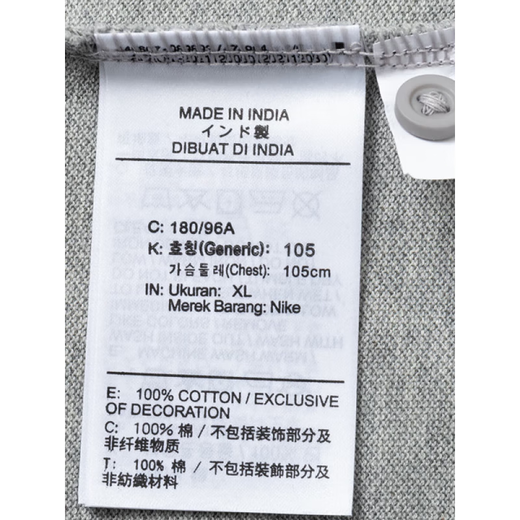 MADE IN INDIA
インド製
DIBUAT DI INDIA
C: 180/96A
K: 호칭(Generic): 105
가슴둘레(Chest): 105cm
IN: Ukuran: XL
Merek Barang: Nike
E: 100% COTTON / EXCLUSIVE
OF DECORATION
C: 100% 棉 / 不包括装饰部分及
非纤维物质
T: 100% 棉 / 不包括裝飾部分及
非紡織材料